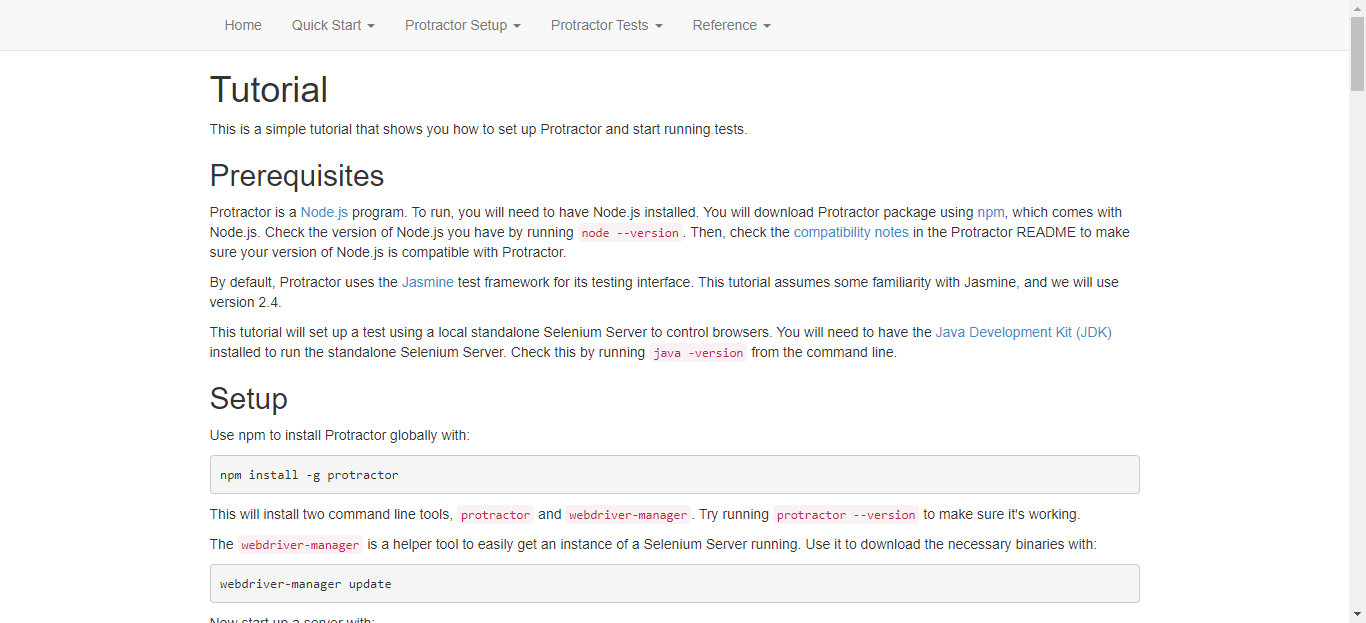 Home Quick Start Protractor Setup Protractor Tests Reference
Tutorial
This is a simple tutorial that shows you how to set up Protractor and start running tests.
Prerequisites
Protractor is a Node.js program. To run, you will need to have Node.js installed. You will download Protractor package using npm, which comes with
Node.js. Check the version of Node.js you have by running node --version. Then, check the compatibility notes in the Protractor README to make
sure your version of Node.js is compatible with Protractor.
By default, Protractor uses the Jasmine test framework for its testing interface. This tutorial assumes some familiarity with Jasmine, and we will use
version 2.4.
This tutorial will set up a test using a local standalone Selenium Server to control browsers. You will need to have the Java Development Kit (JDK)
installed to run the standalone Selenium Server. Check this by running java -version from the command line.
Setup
Use npm to install Protractor globally with:
npm install -g protractor
This will install two command line tools, protractor and webdriver-manager. Try running protractor --version to make sure it's working.
The webdriver-manager is a helper tool to easily get an instance of a Selenium Server running. Use it to download the necessary binaries with:
webdriver-manager update
Now start up a server with: